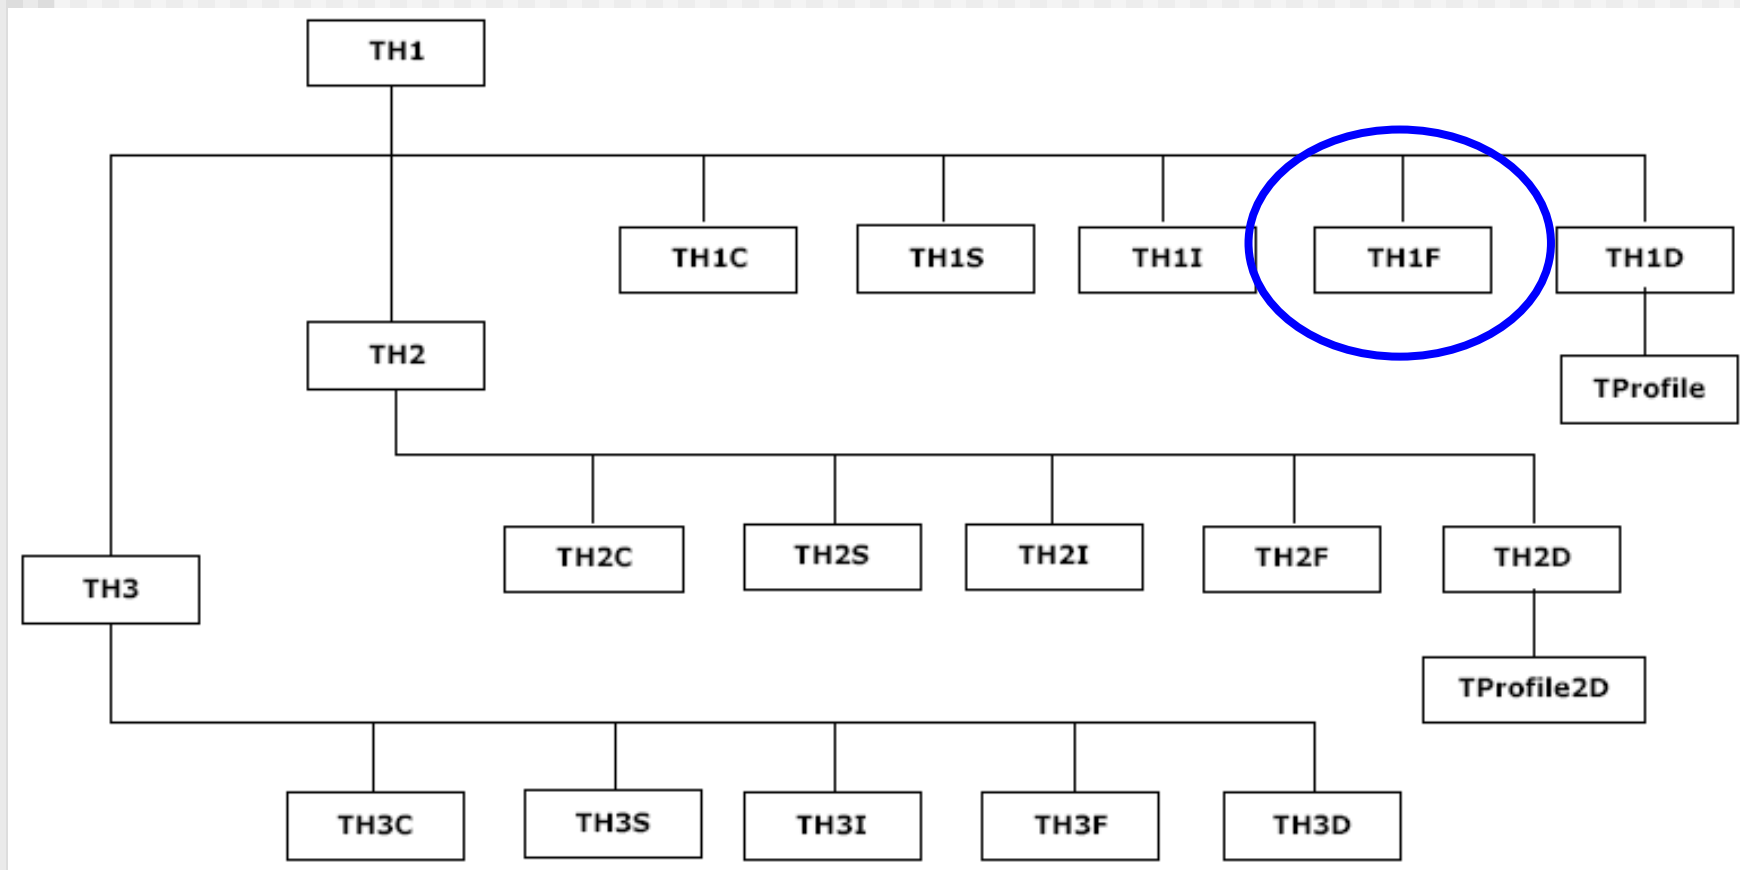 TH1
TH1C
TH1S
TH1I
TH1F
TH1D
TH2
TProfile
TH2C
TH2S
TH2I
TH2F
TH2D
TH3
TProfile2D
TH3C
TH3S
TH3I
TH3F
TH3D